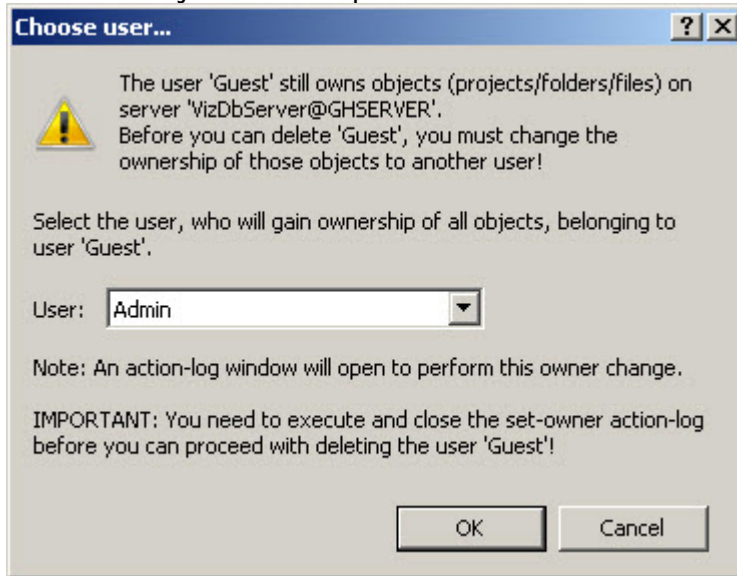 Choose user...
The user 'Guest' still owns objects (projects/folders/files) on
server 'VizDbServer@GHSERVER'.
Before you can delete 'Guest', you must change the
ownership of those objects to another user!
Select the user, who will gain ownership of all objects, belonging to
user 'Guest'.
User: Admin
Note: An action-log window will open to perform this owner change.
IMPORTANT: You need to execute and close the set-owner action-log
before you can proceed with deleting the user 'Guest'!
OK Cancel